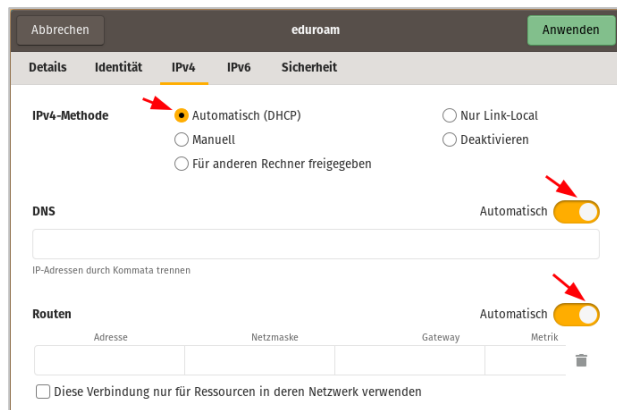 Abbrechen eduroam Anwenden
Details Identität IPv4 IPv6 Sicherheit
IPv4-Methode Automatisch (DHCP) Nur Link-Local
Manuell Deaktivieren
Für anderen Rechner freigegeben
DNS Automatisch
IP-Adressen durch Kommata trennen
Routen Automatisch
Adresse Netzmaske Gateway Metrik
Diese Verbindung nur für Ressourcen in deren Netzwerk verwenden